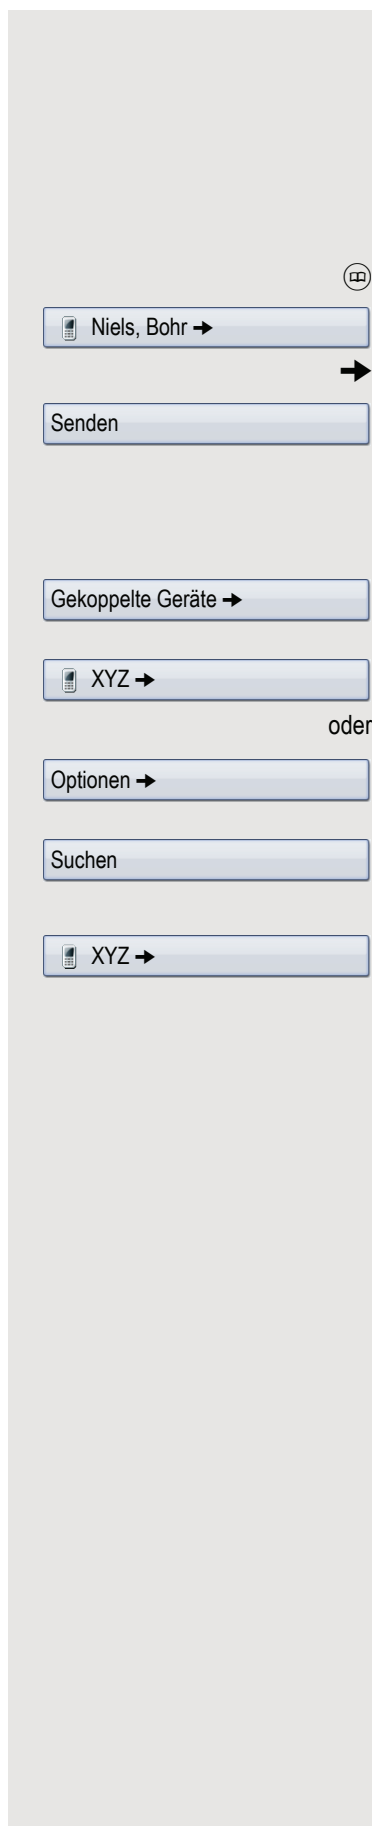 Niels, Bohr →
Senden
Gekoppelte Geräte →
XYZ →
oder
Optionen →
Suchen
XYZ →